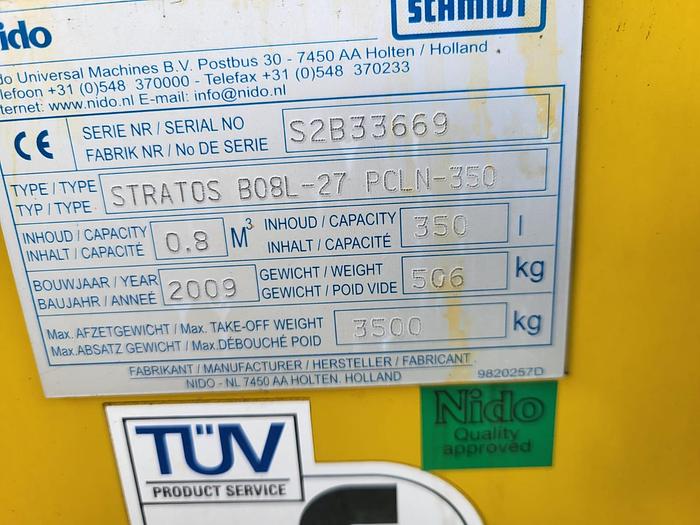 ido
SCHMIDT
do Universal Machines B.V. Postbus 30 - 7450 AA Holten / Holland
elefoon +31 (0)548 370000 - Telefax +31 (0)548 370233
ternet: www.nido.nl E-mail: info@nido.nl
CE
SERIE NR / SERIAL NO
FABRIK NR / No DE SERIE
S2B33669
TYPE / TYPE
TYP / TYPE
STRATOS B08L-27 PCLN-350
INHOUD / CAPACITY
INHALT / CAPACITÉ
0.8 M³
INHOUD / CAPACITY
INHALT / CAPACITÉ
350 l
BOUWJAAR / YEAR
BAUJAHR / ANNEÉ
2009
GEWICHT / WEIGHT
GEWICHT / POID VIDE
506 kg
Max. AFZETGEWICHT / Max. TAKE-OFF WEIGHT
Max. ABSATZ GEWICHT / Max. DÉBOUCHÉ POID
3500 kg
FABRIKANT / MANUFACTURER / HERSTELLER / FABRICANT
NIDO - NL 7450 AA HOLTEN. HOLLAND
9820257D
TÜV
PRODUCT SERVICE
Nido
Quality
approved